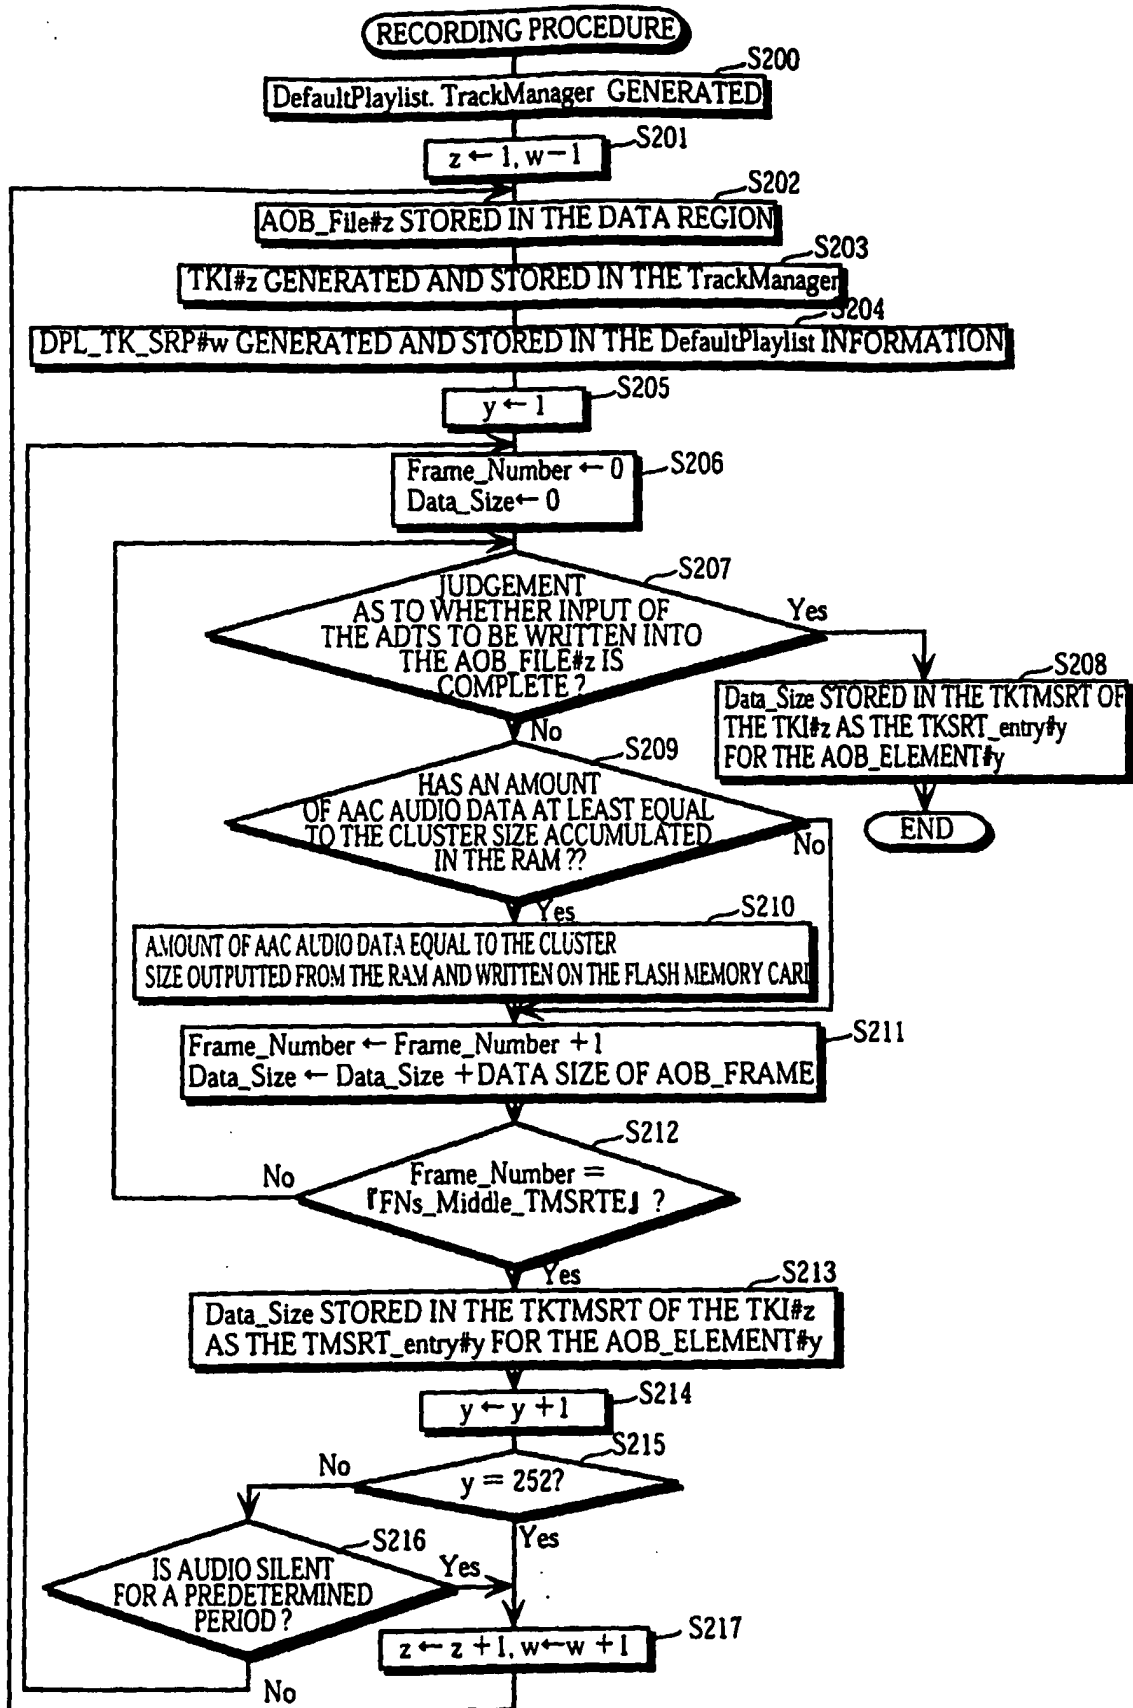 RECORDING PROCEDURE
S200
DefaultPlaylist. TrackManager GENERATED
S201
z ← 1, w−1
S202
AOB_File#z STORED IN THE DATA REGION
S203
TKI#z GENERATED AND STORED IN THE TrackManager
S204
DPL_TK_SRP#w GENERATED AND STORED IN THE DefaultPlaylist INFORMATION
S205
y ← 1
S206
Frame_Number ← 0
Data_Size← 0
S207
JUDGEMENT
AS TO WHETHER INPUT OF
THE ADTS TO BE WRITTEN INTO
THE AOB_FILE#z IS
COMPLETE ?
Yes
No
S208
Data_Size STORED IN THE TKTMSRT OF
THE TKI#z AS THE TKSRT_entry#y
FOR THE AOB_ELEMENT#y
END
S209
HAS AN AMOUNT
OF AAC AUDIO DATA AT LEAST EQUAL
TO THE CLUSTER SIZE ACCUMULATED
IN THE RAM ??
No
Yes
S210
AMOUNT OF AAC AUDIO DATA EQUAL TO THE CLUSTER
SIZE OUTPUTTED FROM THE RAM AND WRITTEN ON THE FLASH MEMORY CARD
S211
Frame_Number ← Frame_Number +1
Data_Size ← Data_Size +DATA SIZE OF AOB_FRAME
S212
Frame_Number =
『FNs_Middle_TMSRTE』 ?
No
Yes
S213
Data_Size STORED IN THE TKTMSRT OF THE TKI#z
AS THE TMSRT_entry#y FOR THE AOB_ELEMENT#y
S214
y ← y +1
S215
y = 252?
No
Yes
S216
IS AUDIO SILENT
FOR A PREDETERMINED
PERIOD ?
Yes
No
S217
z ← z +1, w←w +1